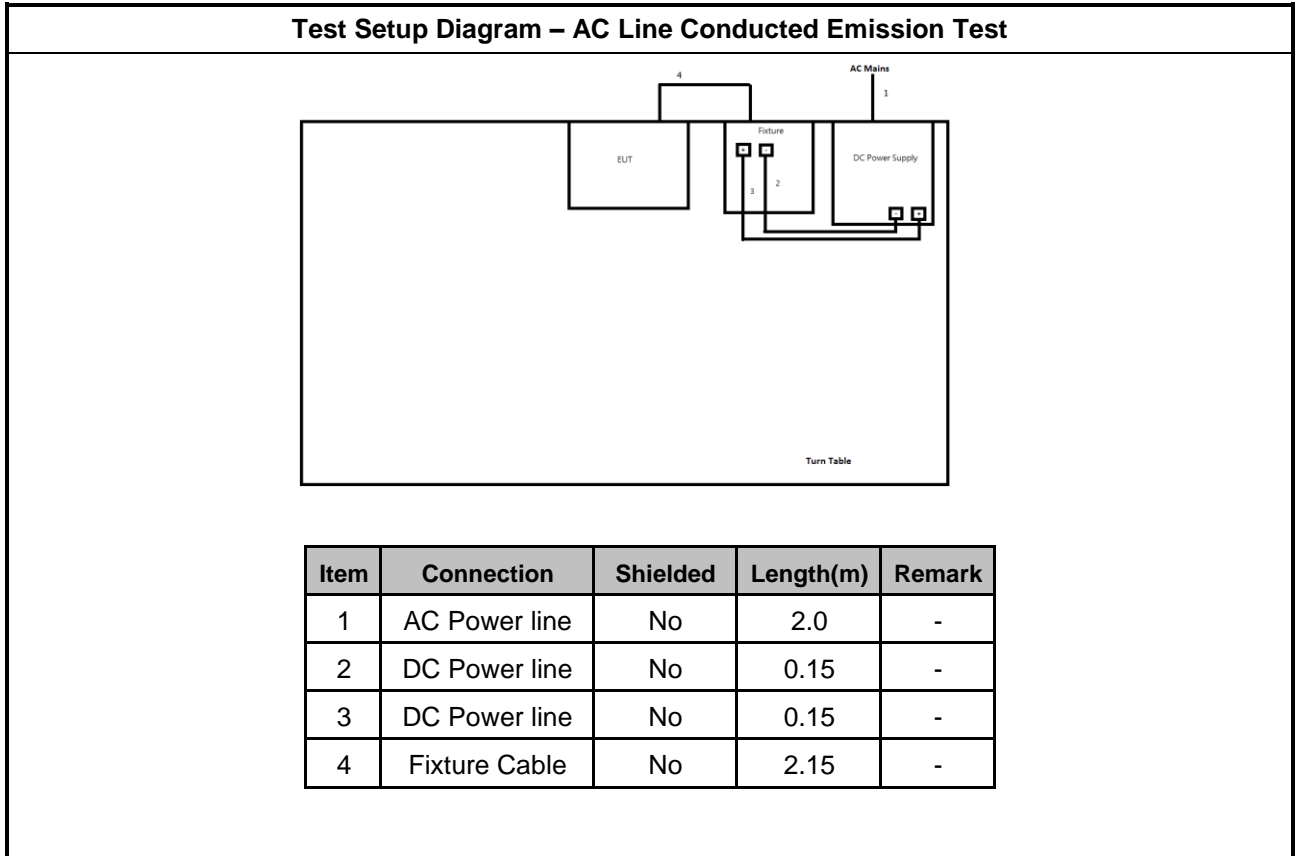 Test Setup Diagram – AC Line Conducted Emission Test
AC Mains
4
1
Fixture
EUT
+ -
DC Power Supply
3 2
- +
Turn Table
Item Connection Shielded Length(m) Remark
1 AC Power line No 2.0 -
2 DC Power line No 0.15 -
3 DC Power line No 0.15 -
4 Fixture Cable No 2.15 -